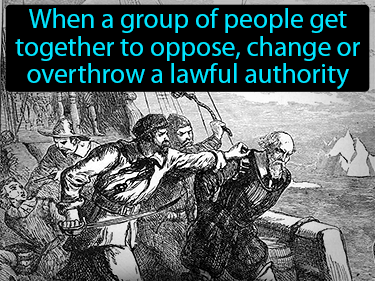 When a group of people get
together to oppose, change or
overthrow a lawful authority